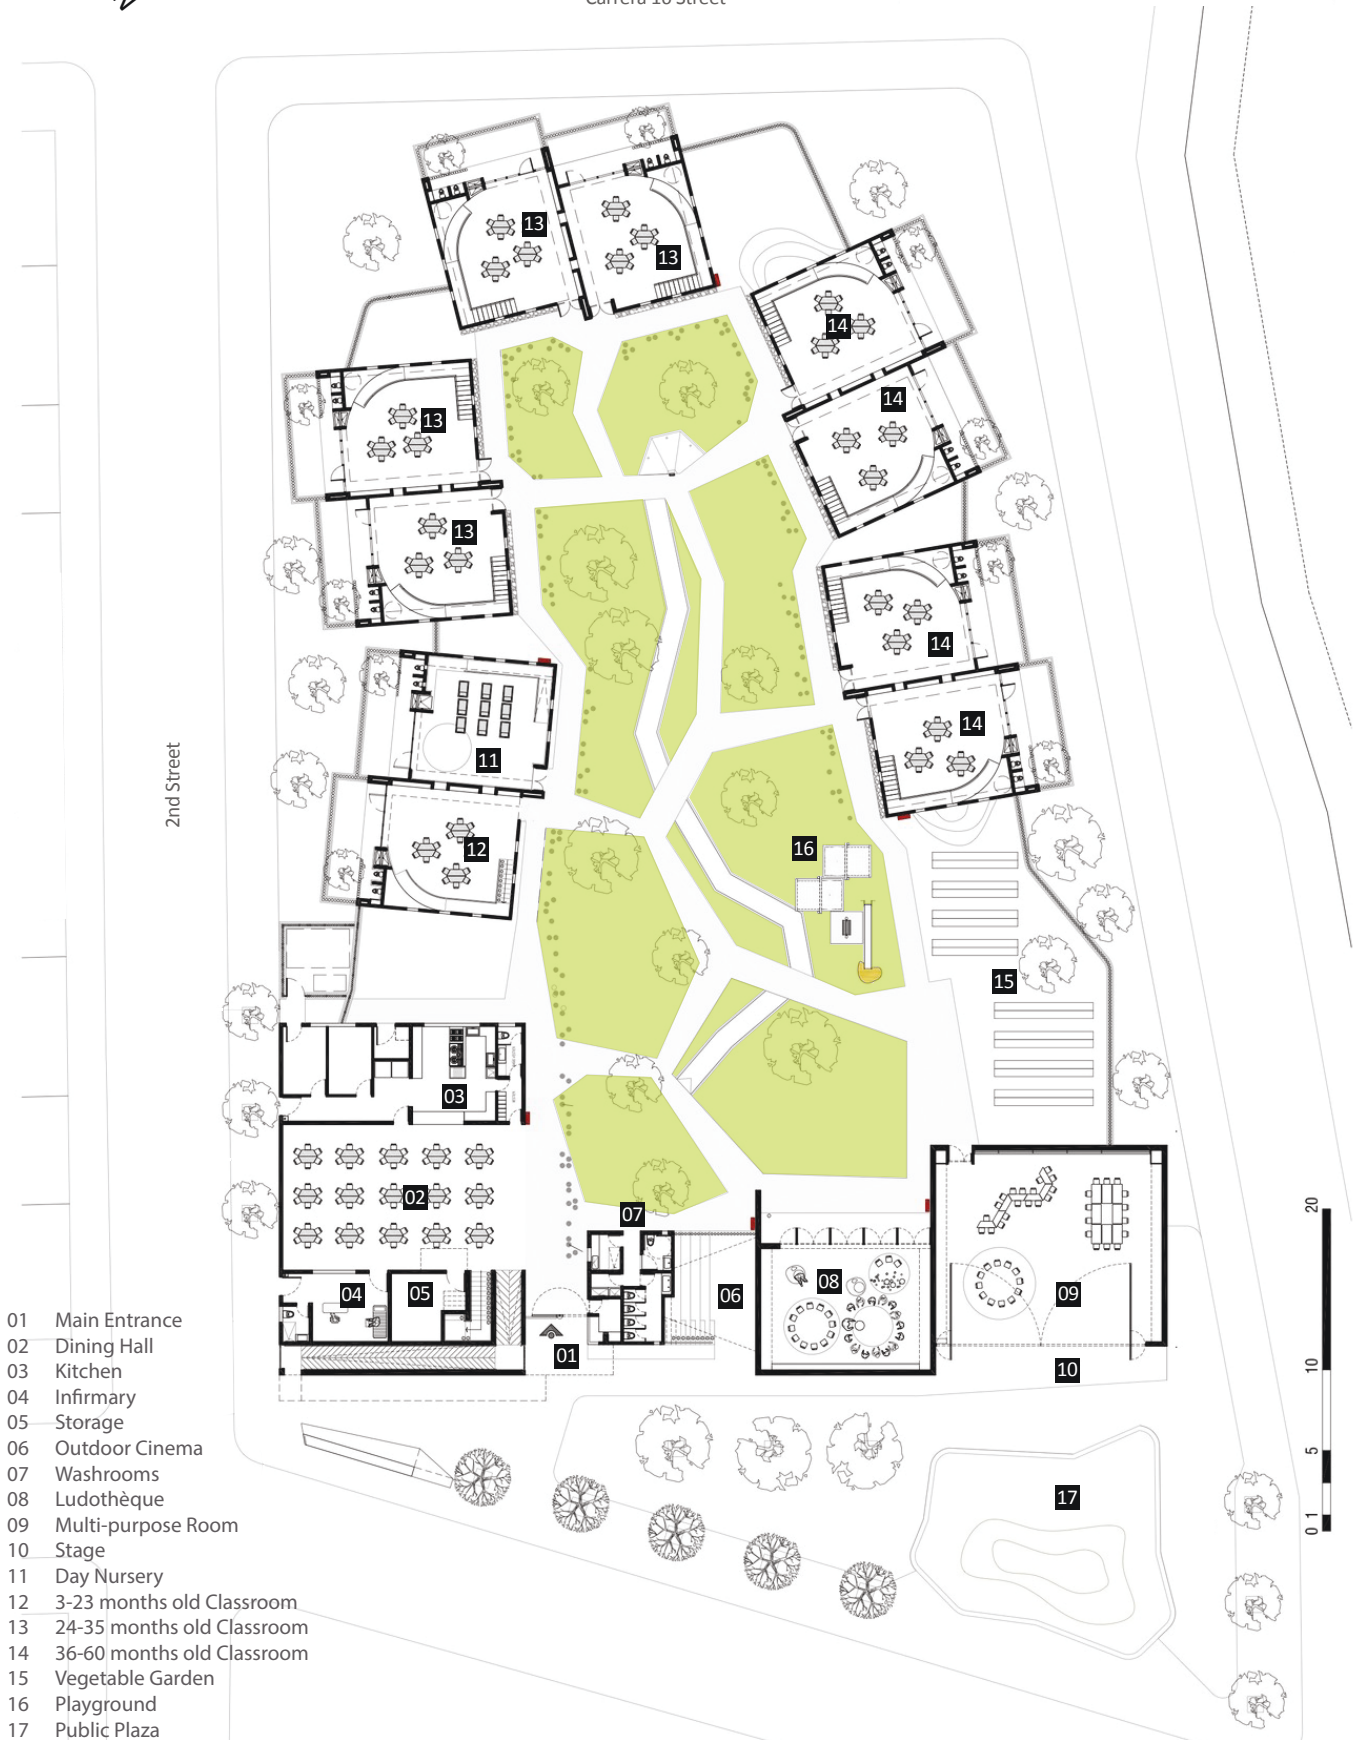 Carrera 16 Street
13
13
14
13
14
13
14
11
14
12
16
15
03
02
07
08
06
04
05
09
01
10
17
2nd Street
20
10
5
1
0
01 Main Entrance
02 Dining Hall
03 Kitchen
04 Infirmary
05 Storage
06 Outdoor Cinema
07 Washrooms
08 Ludothèque
09 Multi-purpose Room
10 Stage
11 Day Nursery
12 3-23 months old Classroom
13 24-35 months old Classroom
14 36-60 months old Classroom
15 Vegetable Garden
16 Playground
17 Public Plaza